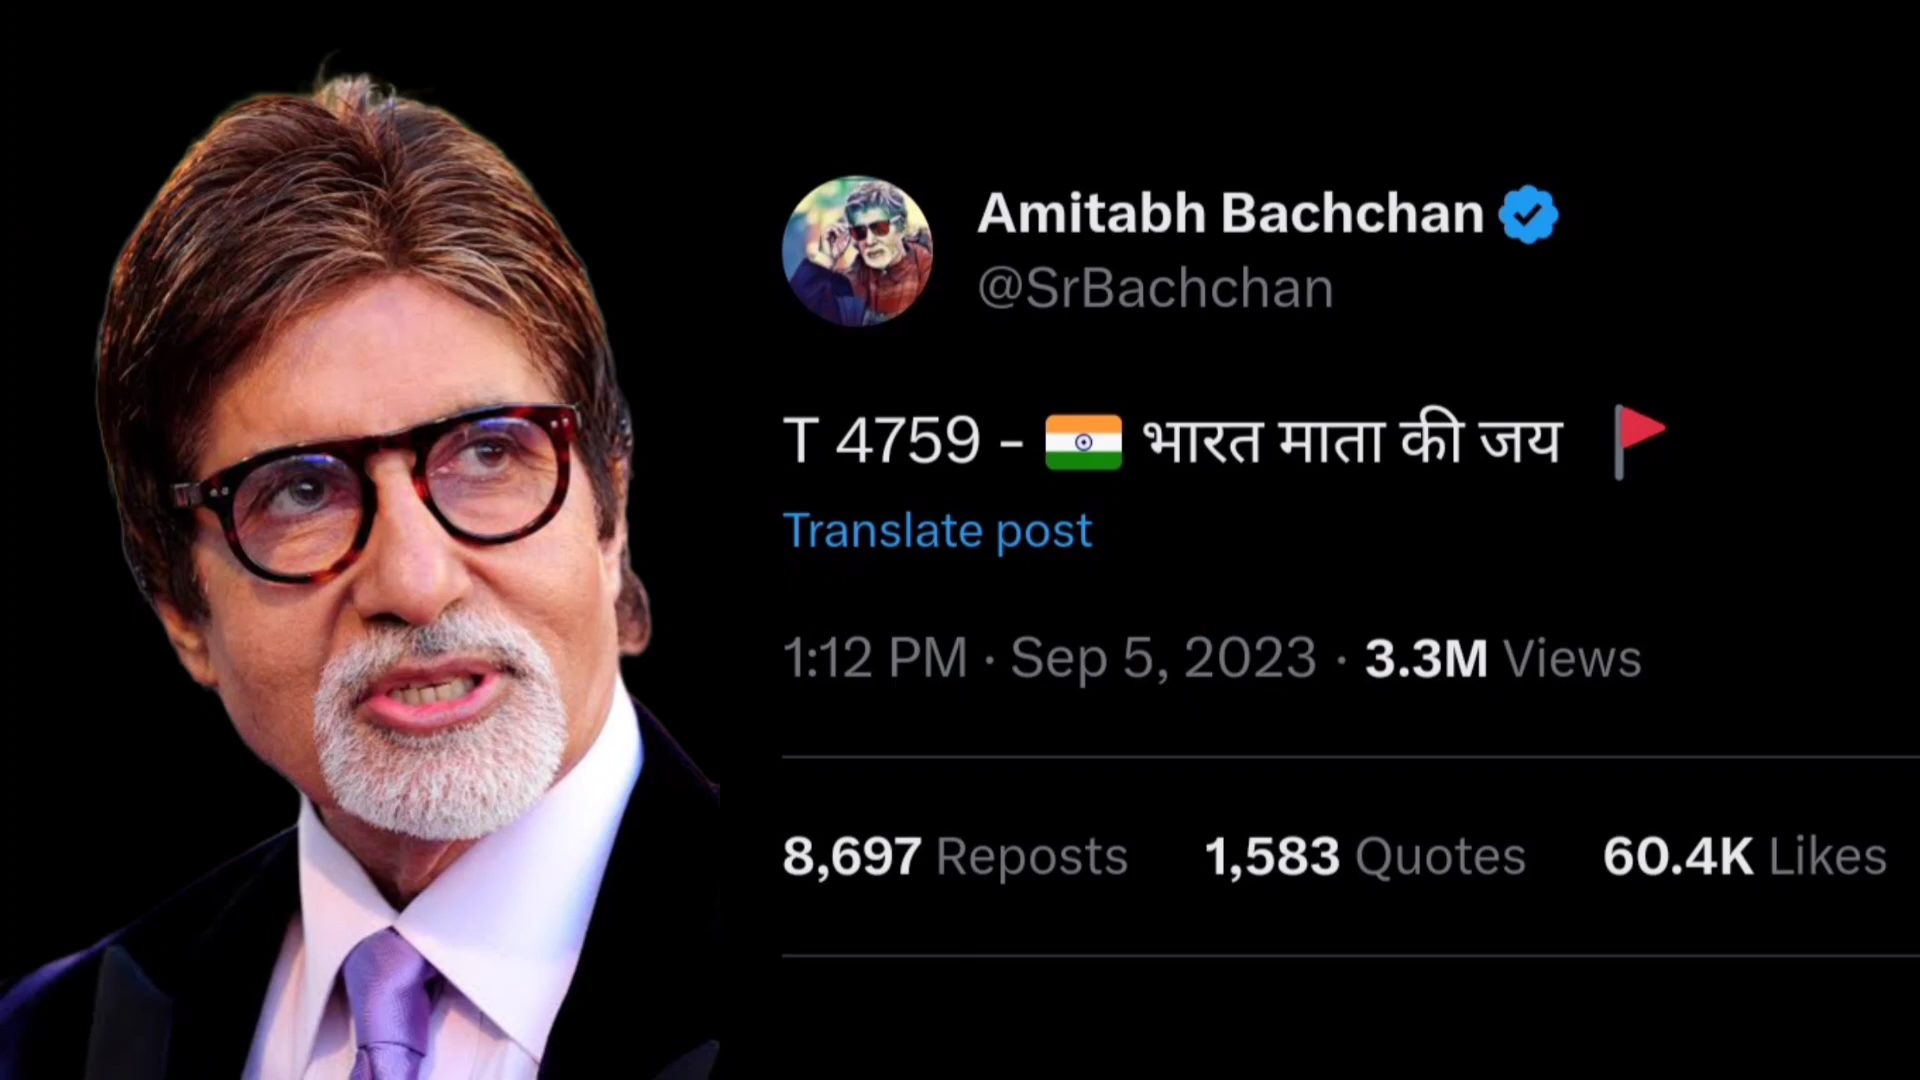 Amitabh Bachchan
@SrBachchan
T 4759 - 🇮🇳 भारत माता की जय 🚩
Translate post
1:12 PM · Sep 5, 2023 · 3.3M Views
8,697 Reposts 1,583 Quotes 60.4K Likes